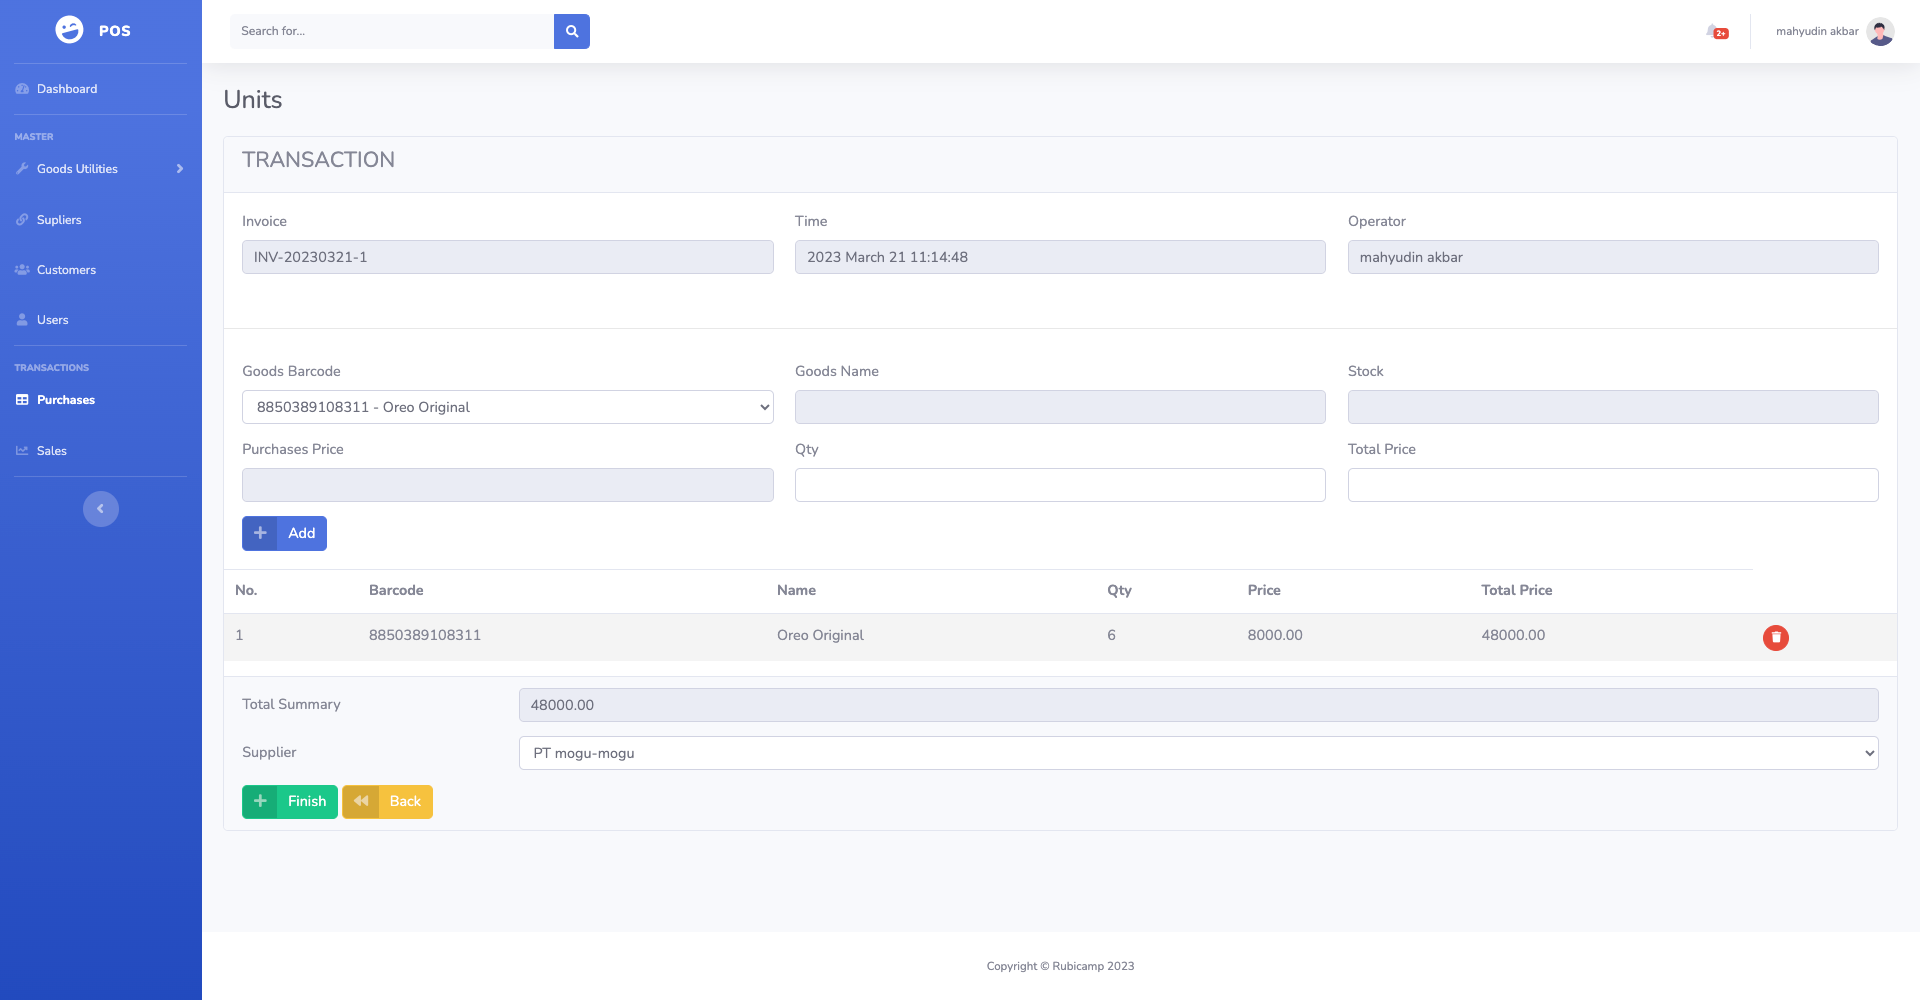 POS
Search for...
2+
mahyudin akbar
Dashboard
MASTER
Goods Utilities
Supliers
Customers
Users
TRANSACTIONS
Purchases
Sales
Units
TRANSACTION
Invoice Time Operator
INV-20230321-1 2023 March 21 11:14:48 mahyudin akbar
Goods Barcode Goods Name Stock
8850389108311 - Oreo Original
Purchases Price Qty Total Price
Add
No. Barcode Name Qty Price Total Price
1 8850389108311 Oreo Original 6 8000.00 48000.00
Total Summary 48000.00
Supplier PT mogu-mogu
Finish Back
Copyright © Rubicamp 2023